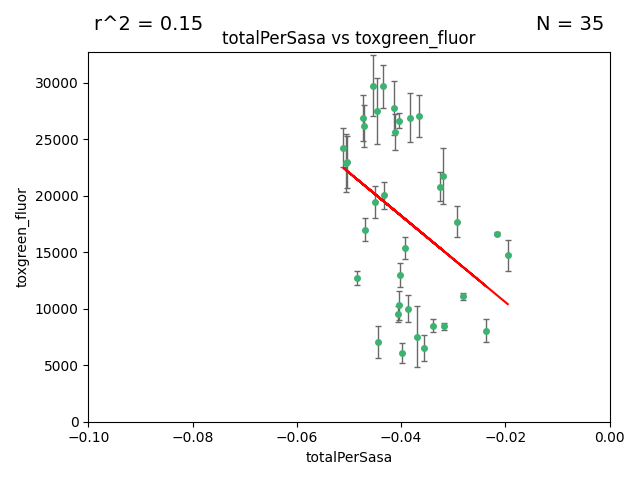 r^2 = 0.15
N = 35
totalPerSasa vs toxgreen_fluor
toxgreen_fluor
30000
25000
20000
15000
10000
5000
0
−0.10
−0.08
−0.06
−0.04
−0.02
0.00
totalPerSasa